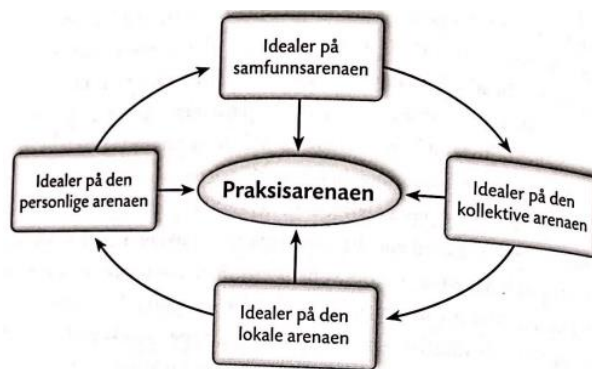 Idealer på
samfunnsarenaen
Idealer på den
personlige arenaen
Praksisarenaen
Idealer på den
kollektive arenaen
Idealer på den
lokale arenaen